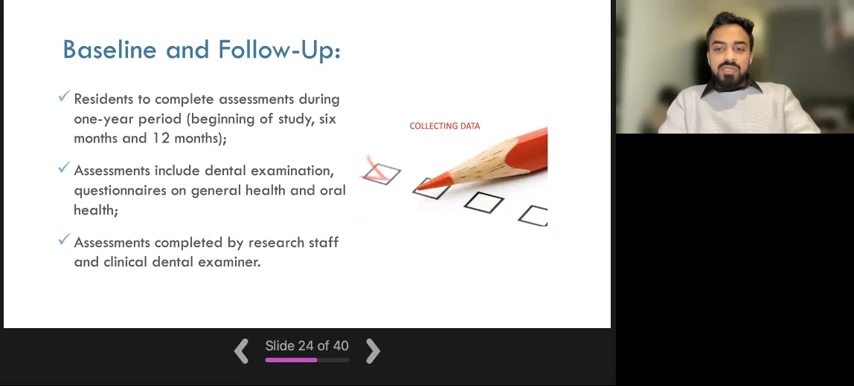 Baseline and Follow-Up:
Residents to complete assessments during
one-year period (beginning of study, six
months and 12 months);
Assessments include dental examination,
questionnaires on general health and oral
health;
Assessments completed by research staff
and clinical dental examiner.
COLLECTING DATA
Slide 24 of 40